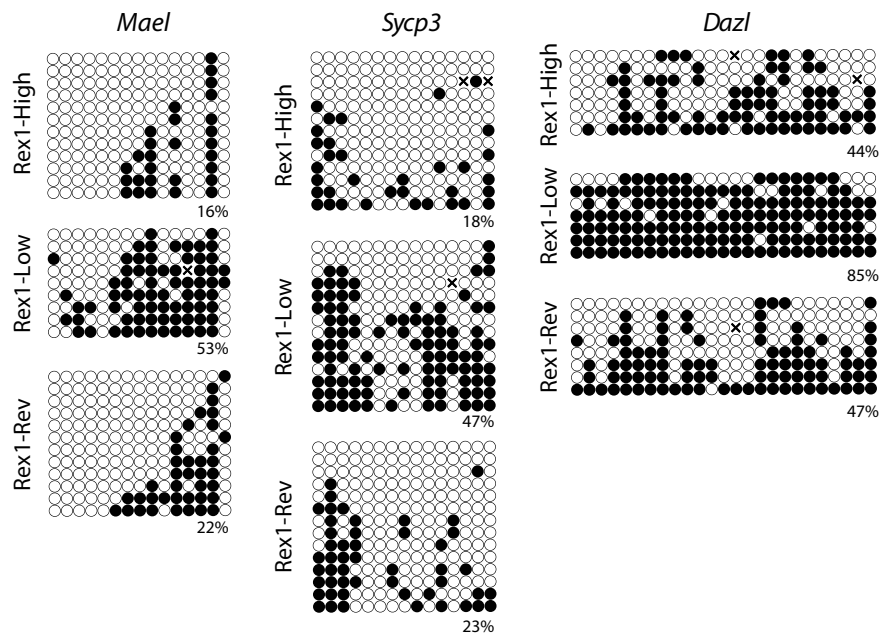 Mael
Rex1-High
16%
Rex1-Low
53%
Rex1-Rev
22%
Sycp3
Rex1-High
18%
Rex1-Low
47%
Rex1-Rev
23%
Dazl
Rex1-High
44%
Rex1-Low
85%
Rex1-Rev
47%